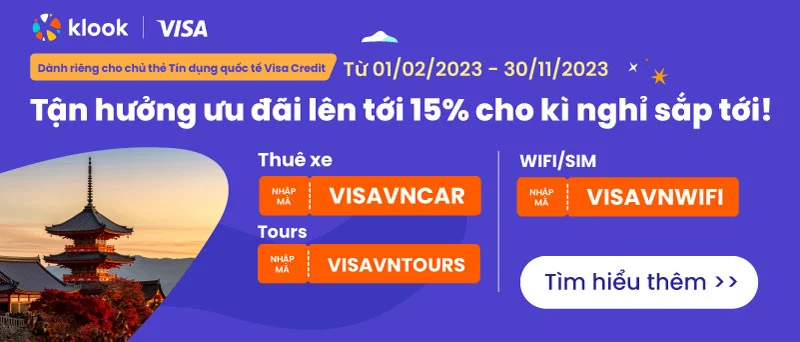 klook VISA
Dành riêng cho chủ thẻ Tín dụng quốc tế Visa Credit Từ 01/02/2023 - 30/11/2023
Tận hưởng ưu đãi lên tới 15% cho kì nghỉ sắp tới!
Thuê xe
NHẬP
MÃ
VISAVNCAR
Tours
NHẬP
MÃ
VISAVNTOURS
WIFI/SIM
NHẬP
MÃ
VISAVNWIFI
Tìm hiểu thêm >>